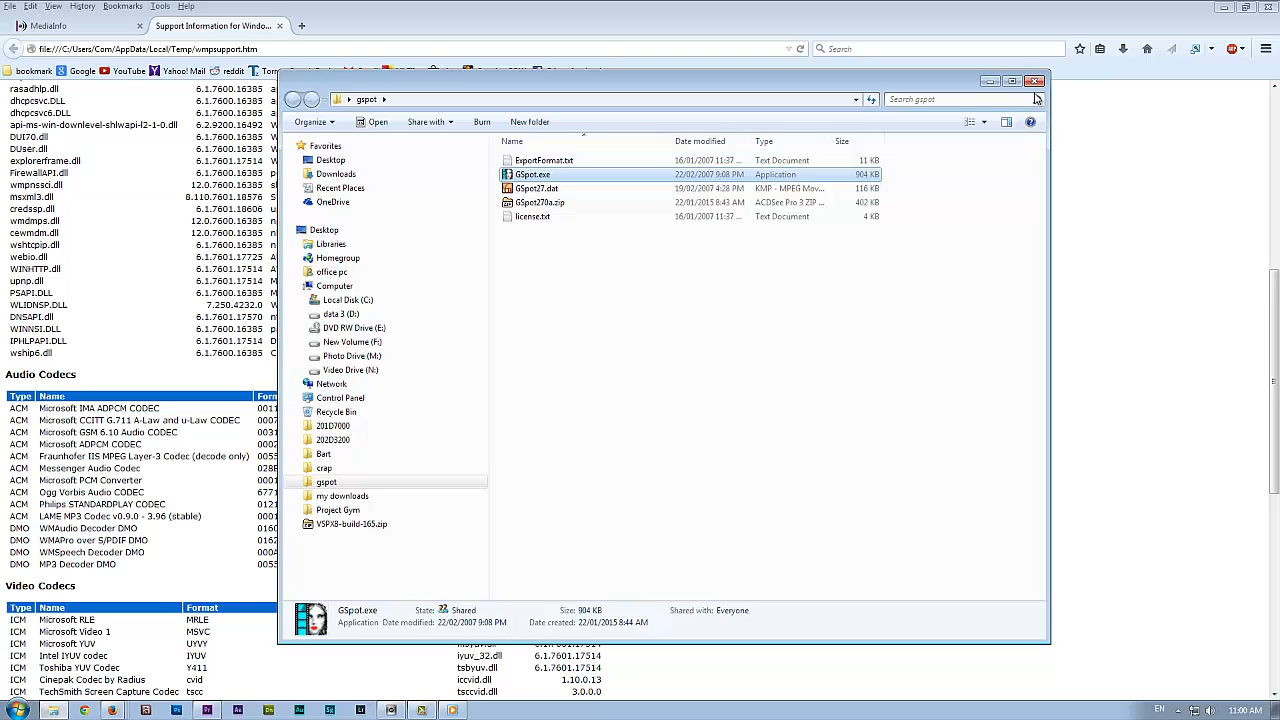 File Edit View History Bookmarks Tools Help
MediaInfo
Support Information for Windo...
file:///C:/Users/Com/AppData/Local/Temp/wmpsupport.htm
Search
bookmark Google YouTube Yahoo! Mail reddit
rasadhlp.dll 6.1.7600.16385
dhcpcsvc.DLL 6.1.7600.16385
api-ms-win-downlevel-shlwapi-l2-1-0.dll 6.2.9200.16492
DUI70.dll 6.1.7600.16385
DUser.dll 6.1.7600.16385
explorerframe.dll 6.1.7601.17514
FirewallAPI.dll 6.1.7600.16385
wmpnssci.dll 12.0.7600.16385
msxml3.dll 8.110.7601.18576
credssp.dll 6.1.7601.18606
wmdmps.dll 12.0.7600.16385
cewmdm.dll 12.0.7600.16385
wshtcpip.dll 6.1.7600.16385
webio.dll 6.1.7601.17725
WINHTTP.dll 6.1.7601.17514
upnp.dll 6.1.7601.17514
PSAPI.DLL 6.1.7600.16385
WLIDNSP.DLL 7.250.4232.0
DNSAPI.dll 6.1.7601.17570
WINNSI.DLL 6.1.7600.16385
IPHLPAPI.DLL 6.1.7601.17514
wship6.dll 6.1.7600.16385
Audio Codecs
Type Name
ACM Microsoft IMA ADPCM CODEC 0011
ACM Microsoft CCITT G.711 A-Law and u-Law CODEC
ACM Microsoft GSM 6.10 Audio CODEC
ACM Microsoft ADPCM CODEC
ACM Fraunhofer IIS MPEG Layer-3 Codec (decode only)
ACM Messenger Audio Codec
ACM Microsoft PCM Converter
ACM Ogg Vorbis Audio CODEC
ACM Philips STANDARDPLAY CODEC
ACM LAME MP3 Codec v0.9.0 - 3.96 (stable)
DMO WMAudio Decoder DMO
DMO WMAPro over S/PDIF DMO
DMO WMSpeech Decoder DMO
DMO MP3 Decoder DMO
Video Codecs
Type Name Format
ICM Microsoft RLE MRLE
ICM Microsoft Video 1 MSVC
ICM Microsoft YUV UYVY
ICM Intel IYUV codec IYUV iyuv_32.dll 6.1.7601.17514
ICM Toshiba YUV Codec Y411 tsbyuv.dll 6.1.7601.17514
ICM Cinepak Codec by Radius cvid iccvid.dll 1.10.0.13
ICM TechSmith Screen Capture Codec tscc tsccvid.dll 3.0.0.0
gspot
Search gspot
Organize Open Share with Burn New folder
Favorites
Desktop
Downloads
Recent Places
OneDrive
Desktop
Libraries
Homegroup
office pc
Computer
Local Disk (C:)
data 3 (D:)
DVD RW Drive (E:)
New Volume (F:)
Photo Drive (M:)
Video Drive (N:)
Network
Control Panel
Recycle Bin
201D7000
202D3200
Bart
crap
gspot
my downloads
Project Gym
VSPX8-build-165.zip
Name Date modified Type Size
ExportFormat.txt 16/01/2007 11:37 ... Text Document 11 KB
GSpot.exe 22/02/2007 9:08 PM Application 904 KB
GSpot27.dat 19/02/2007 4:28 PM KMP - MPEG Mov... 116 KB
GSpot270a.zip 22/01/2015 8:43 AM ACDSee Pro 3 ZIP ... 402 KB
license.txt 16/01/2007 11:37 ... Text Document 4 KB
GSpot.exe State: Shared Size: 904 KB Shared with: Everyone
Application Date modified: 22/02/2007 9:08 PM Date created: 22/01/2015 8:44 AM
Ps Pr Ae Dn Au Sg Lr
EN 11:00 AM